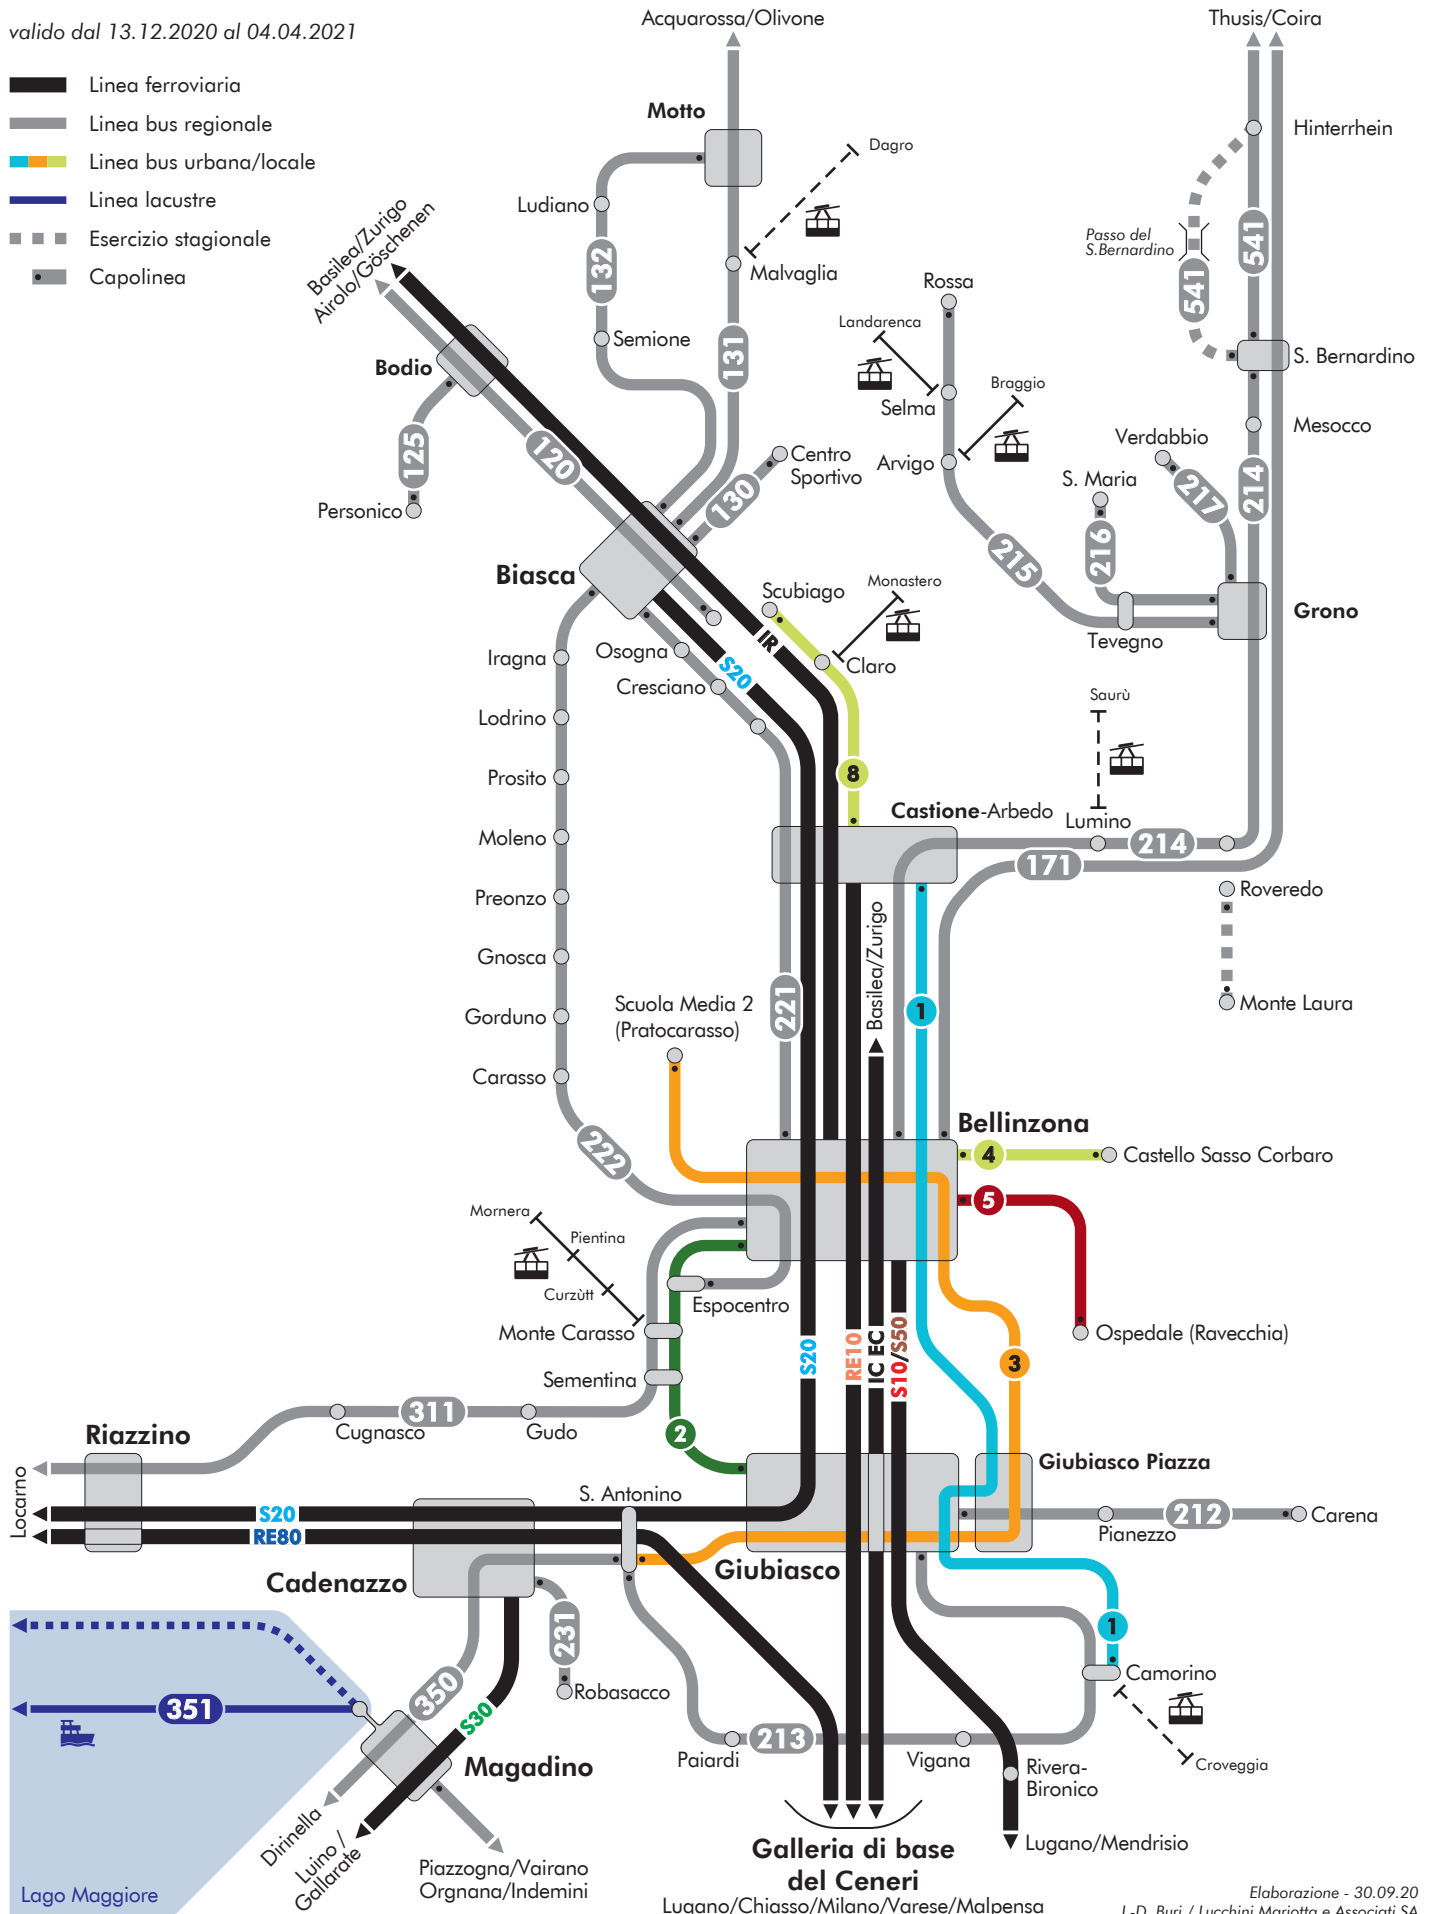 valido dal 13.12.2020 al 04.04.2021
Linea ferroviaria
Linea bus regionale
Linea bus urbana/locale
Linea lacustre
Esercizio stagionale
Capolinea
Acquarossa/Olivone
Thusis/Coira
Motto
Dagro
Hinterrhein
Ludiano
Basilea/Zurigo
Airolo/Göschenen
132
Malvaglia
Passo del
S.Bernardino
541
541
Rossa
Landarenca
Semione
131
Bodio
S. Bernardino
Braggio
Selma
Mesocco
125
120
Centro
Sportivo
130
Arvigo
Verdabbio
S. Maria
217
214
Personico
216
215
Biasca
Scubiago
Monastero
Grono
IR
Tevegno
Iragna
Osogna
S20
Claro
Cresciano
Saurù
Lodrino
Prosito
8
Castione-Arbedo
Lumino
Moleno
214
171
Preonzo
Roveredo
Basilea/Zurigo
Gnosca
221
1
Scuola Media 2
(Pratocarasso)
Monte Laura
Gorduno
Carasso
Bellinzona
222
4
Castello Sasso Corbaro
5
Mornera
Pientina
Curzùtt
Espocentro
Monte Carasso
Ospedale (Ravecchia)
S20
RE10
IC EC
S10/S50
3
Sementina
311
Cugnasco
Gudo
2
Riazzino
Giubiasco Piazza
Locarno
S. Antonino
S20
RE80
212
Pianezzo
Carena
Giubiasco
Cadenazzo
231
1
350
Robasacco
Camorino
351
S30
Paiardi
213
Vigana
Magadino
Rivera-
Bironico
Croveggia
Dirinella
Luino /
Gallarate
Piazzogna/Vairano
Orgnana/Indemini
Galleria di base
del Ceneri
Lugano/Chiasso/Milano/Varese/Malpensa
Lugano/Mendrisio
Lago Maggiore
Elaborazione - 30.09.20
J.-D. Buri / Lucchini Mariotta e Associati SA